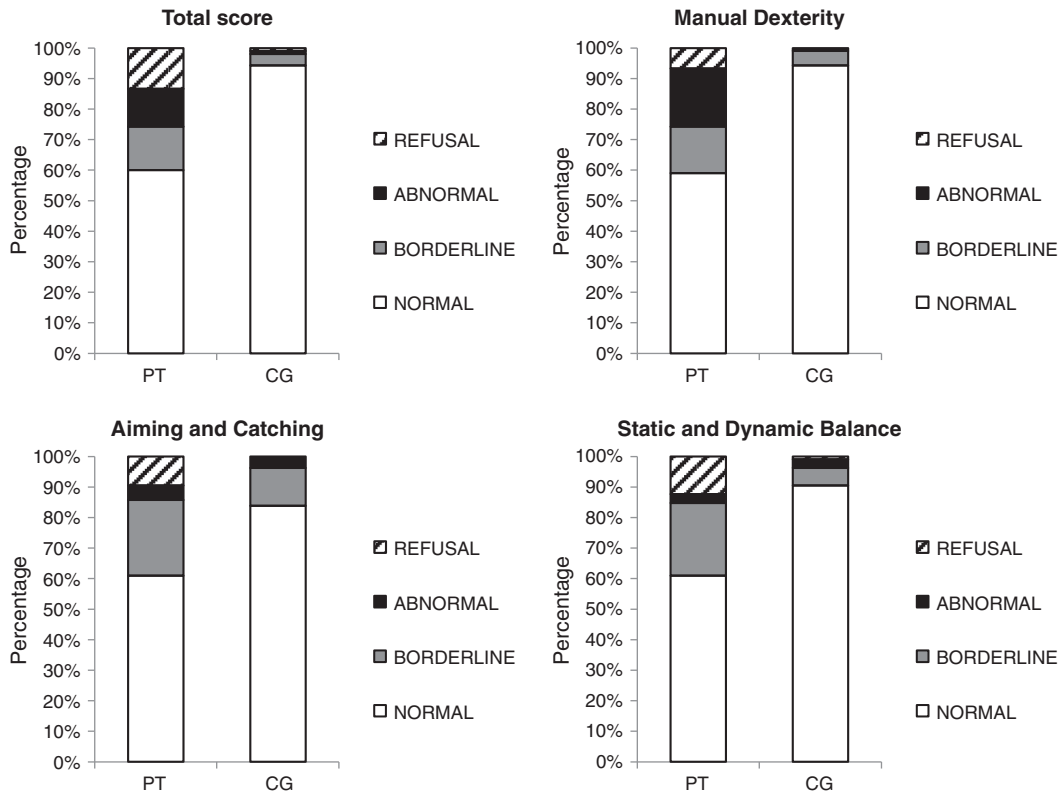 Total score
Percentage
100%
90%
80%
70%
60%
50%
40%
30%
20%
10%
0%
PT CG
REFUSAL
ABNORMAL
BORDERLINE
NORMAL
Manual Dexterity
Percentage
100%
90%
80%
70%
60%
50%
40%
30%
20%
10%
0%
PT CG
REFUSAL
ABNORMAL
BORDERLINE
NORMAL
Aiming and Catching
Percentage
100%
90%
80%
70%
60%
50%
40%
30%
20%
10%
0%
PT CG
REFUSAL
ABNORMAL
BORDERLINE
NORMAL
Static and Dynamic Balance
Percentage
100%
90%
80%
70%
60%
50%
40%
30%
20%
10%
0%
PT CG
REFUSAL
ABNORMAL
BORDERLINE
NORMAL